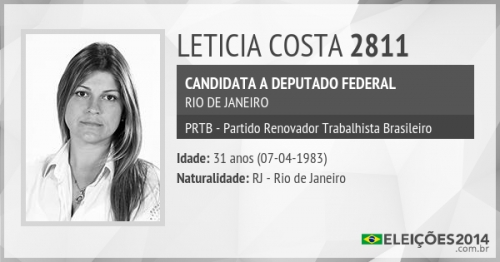 LETICIA COSTA 2811
CANDIDATA A DEPUTADO FEDERAL
RIO DE JANEIRO
PRTB - Partido Renovador Trabalhista Brasileiro
Idade: 31 anos (07-04-1983)
Naturalidade: RJ - Rio de Janeiro
ELEIÇÕES2014
.com.br